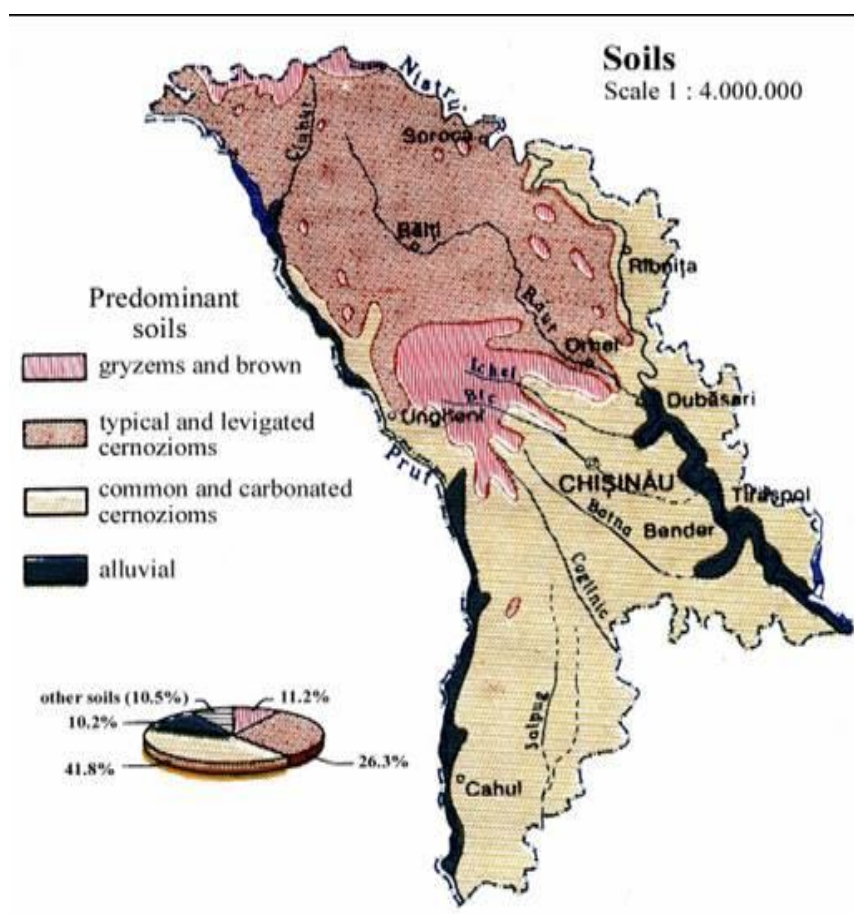 Soils
Scale 1 : 4.000.000
Nistru
Ciuhur
Soroca
Bălți
Rîbnița
Răut
Orhei
Ichel
Bîc
Dubăsari
Ungheni
Prut
CHIȘINĂU
Tiraspol
Botna
Bender
Cogîlnic
Salpug
Cahul
Predominant
soils
gryzems and brown
typical and levigated
cernozioms
common and carbonated
cernozioms
alluvial
other soils (10.5%)
11.2%
10.2%
41.8%
26.3%